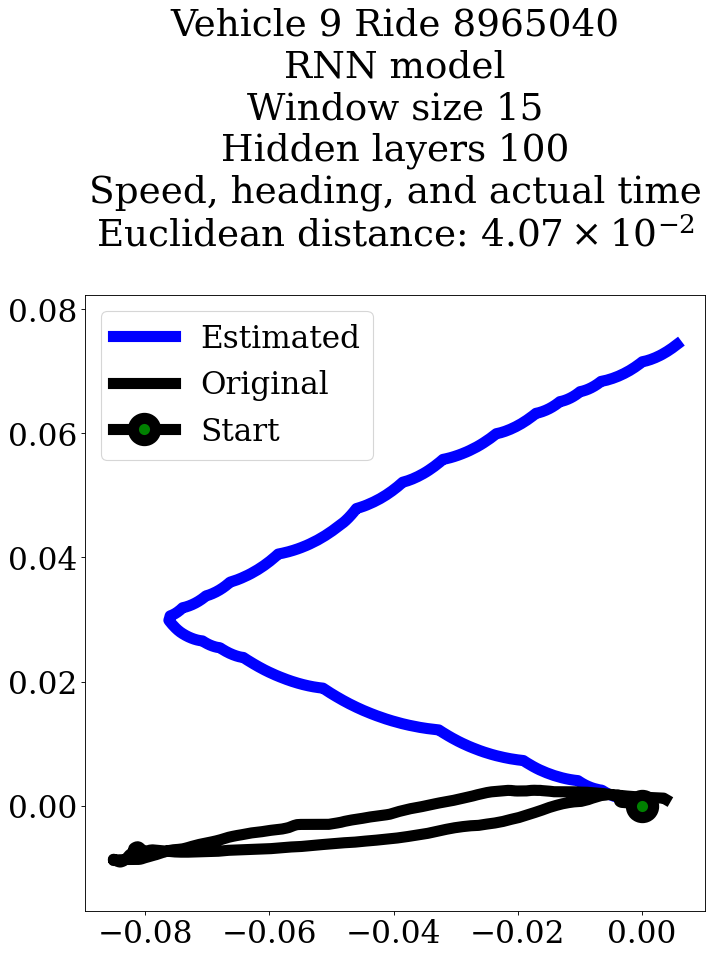 Vehicle 9 Ride 8965040
RNN model
Window size 15
Hidden layers 100
Speed, heading, and actual time
Euclidean distance: 4.07 × 10⁻²
Estimated
Original
Start
0.08
0.06
0.04
0.02
0.00
−0.08 −0.06 −0.04 −0.02 0.00